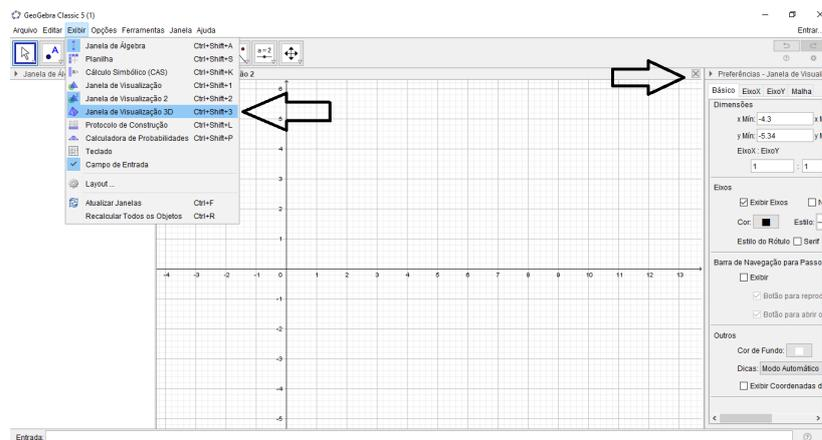 GeoGebra Classic 5 (1)
Arquivo Editar Exibir Opções Ferramentas Janela Ajuda
Entrar...
A
a=2
Janela de Álgebra Ctrl+Shift+A
Planilha Ctrl+Shift+S
Cálculo Simbólico (CAS) Ctrl+Shift+K
Janela de Visualização Ctrl+Shift+1
Janela de Visualização 2 Ctrl+Shift+2
Janela de Visualização 3D Ctrl+Shift+3
Protocolo de Construção Ctrl+Shift+L
Calculadora de Probabilidades Ctrl+Shift+P
Teclado
Campo de Entrada
Layout ...
Atualizar Janelas Ctrl+F
Recalcular Todos os Objetos Ctrl+R
Janela de Ál
ão 2
6
5
3
2
1
-4 -3 -2 -1 0 1 2 3 4 5 6 7 8 9 10 11 12 13
-1
-2
-3
-4
-5
Preferências - Janela de Visuali
Básico EixoX EixoY Malha
Dimensões
x Mín: -4.3 x M
y Mín: -5.34 y M
EixoX : EixoY
1 : 1
Eixos
Exibir Eixos N
Cor: Estilo:
Estilo do Rótulo Serif
Barra de Navegação para Passo
Exibir
Botão para reprod
Botão para abrir o
Outros
Cor de Fundo:
Dicas: Modo Automático
Exibir Coordenadas d
Entrada: